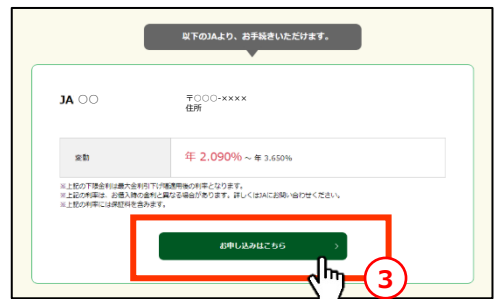 以下のJAより、お手続きいただけます。
JA 〇〇
〒〇〇〇-××××
住所
変動
年 2.090% ~ 年 3.650%
※上記の下限金利は最大金利引下げ幅適用後の利率となります。
※上記の利率は、お借入時の金利と異なる場合があります。詳しくはJAにお問い合わせください。
※上記の利率には保証料を含みます。
お申し込みはこちら
③